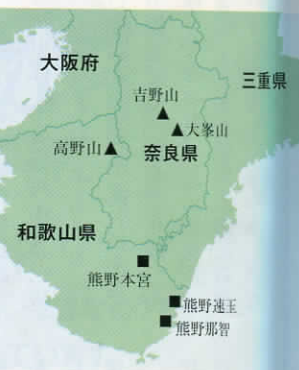 大阪府
三重県
吉野山
大峯山
高野山
奈良県
和歌山県
熊野本宮
熊野速玉
熊野那智